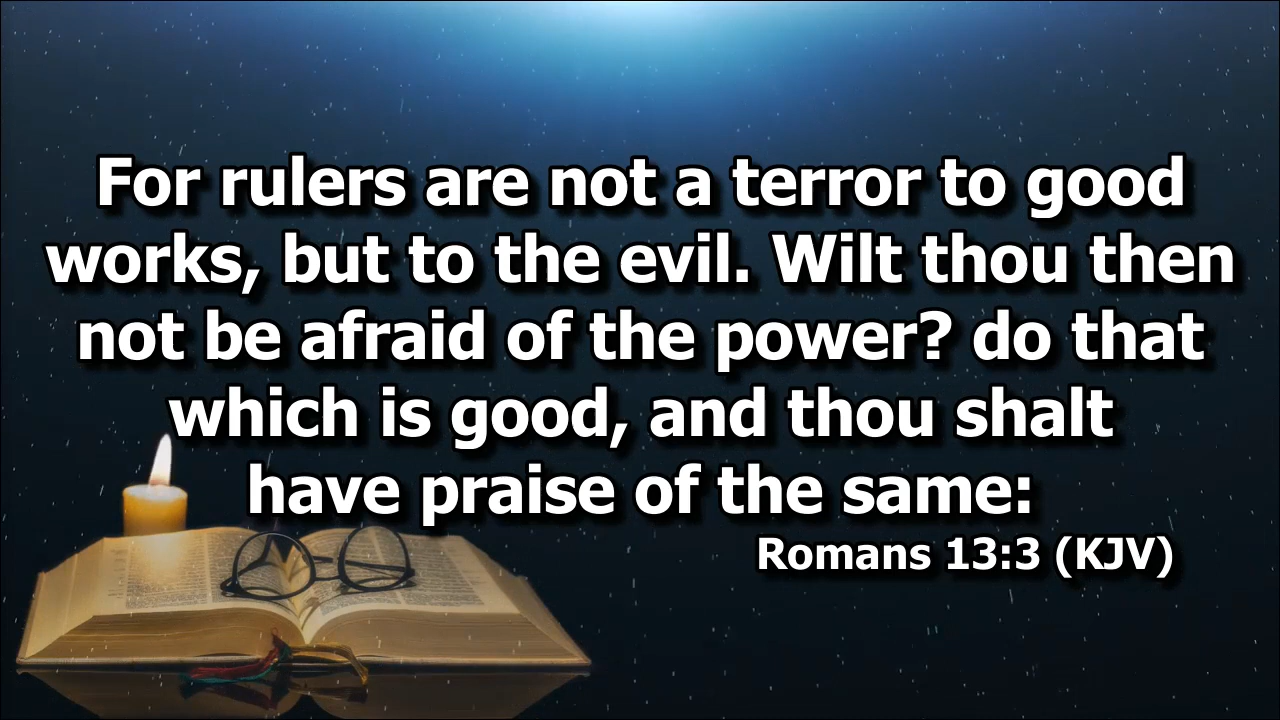 For rulers are not a terror to good
works, but to the evil. Wilt thou then
not be afraid of the power? do that
which is good, and thou shalt
have praise of the same:
Romans 13:3 (KJV)